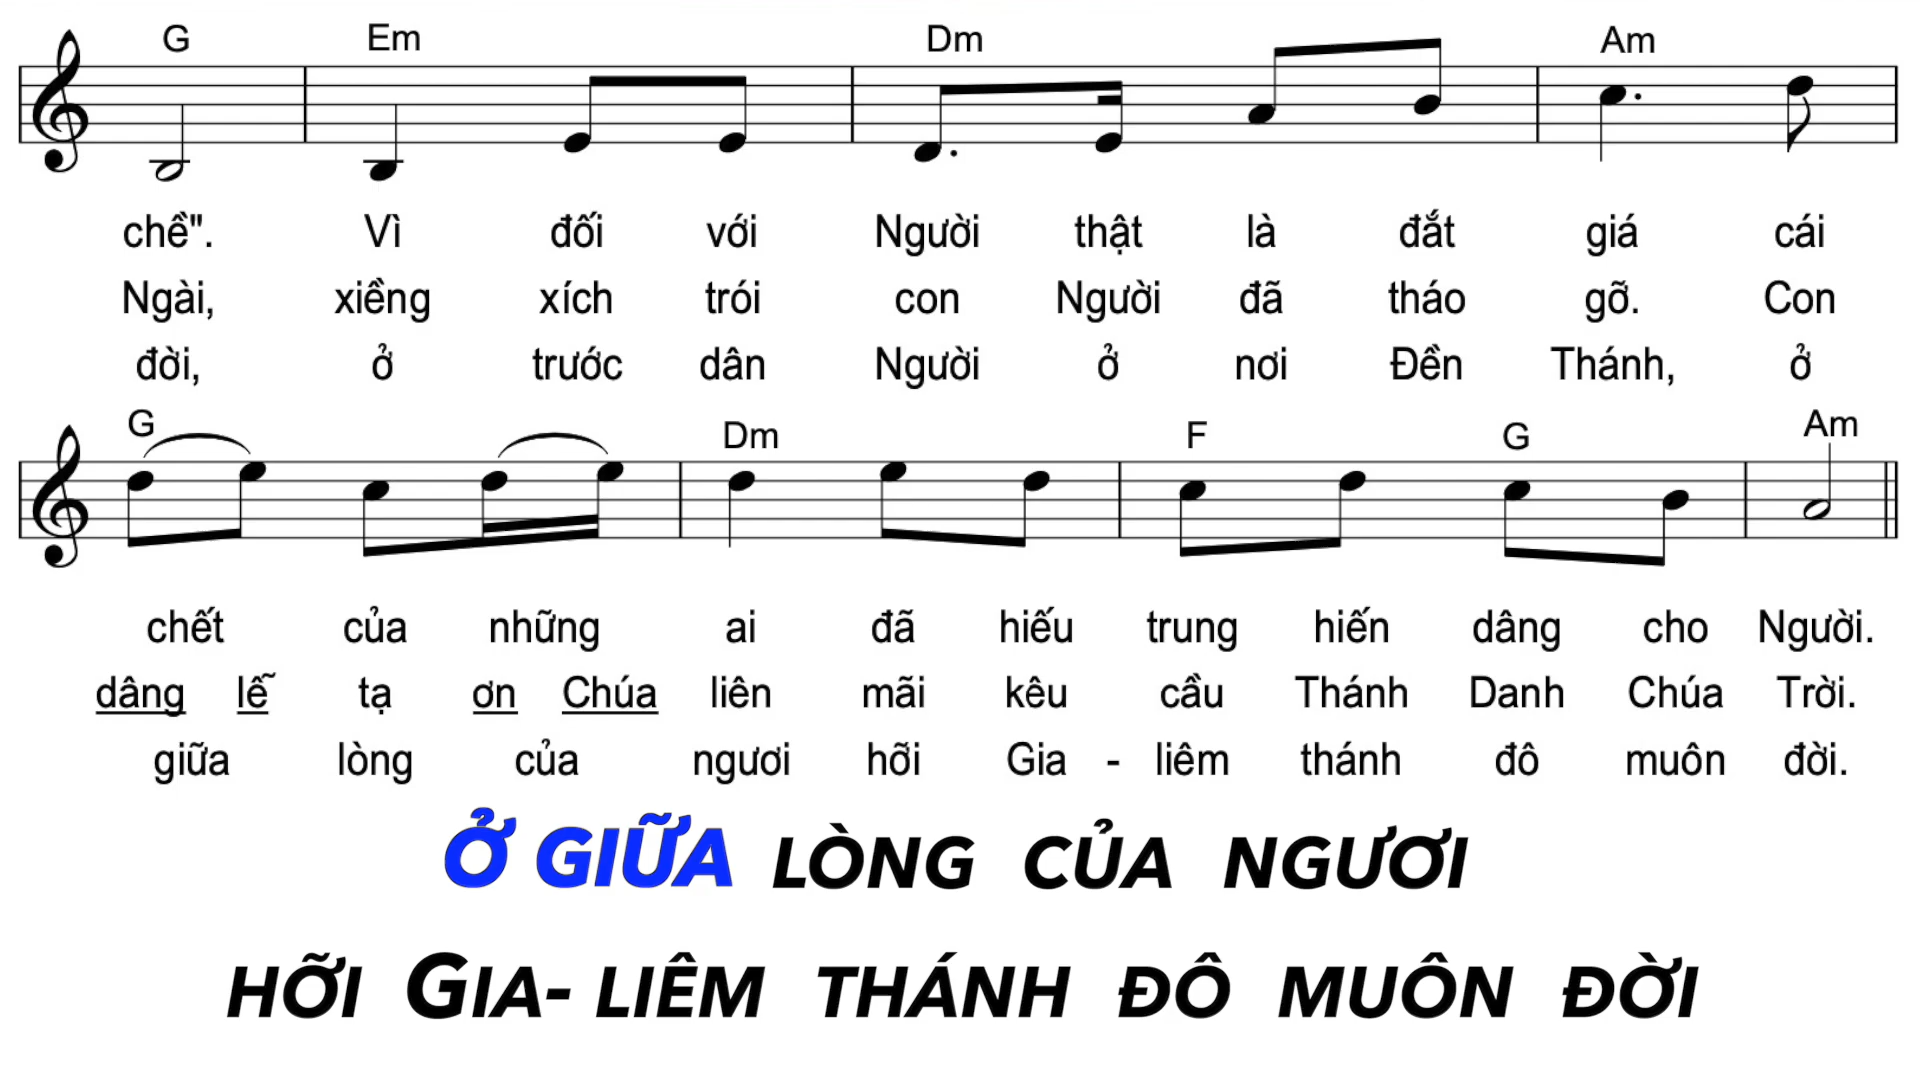 G Em Dm Am
chề". Vì đối với Người thật là đắt giá cái
Ngài, xiềng xích trói con Người đã tháo gỡ. Con
đời, ở trước dân Người ở nơi Đền Thánh, ở
G Dm F G Am
chết của những ai đã hiếu trung hiến dâng cho Người.
dâng lễ tạ ơn Chúa liên mãi kêu cầu Thánh Danh Chúa Trời.
giữa lòng của ngươi hỡi Gia - liêm thánh đô muôn đời.
Ở GIỮA LÒNG CỦA NGƯƠI
HỠI GIA- LIÊM THÁNH ĐÔ MUÔN ĐỜI